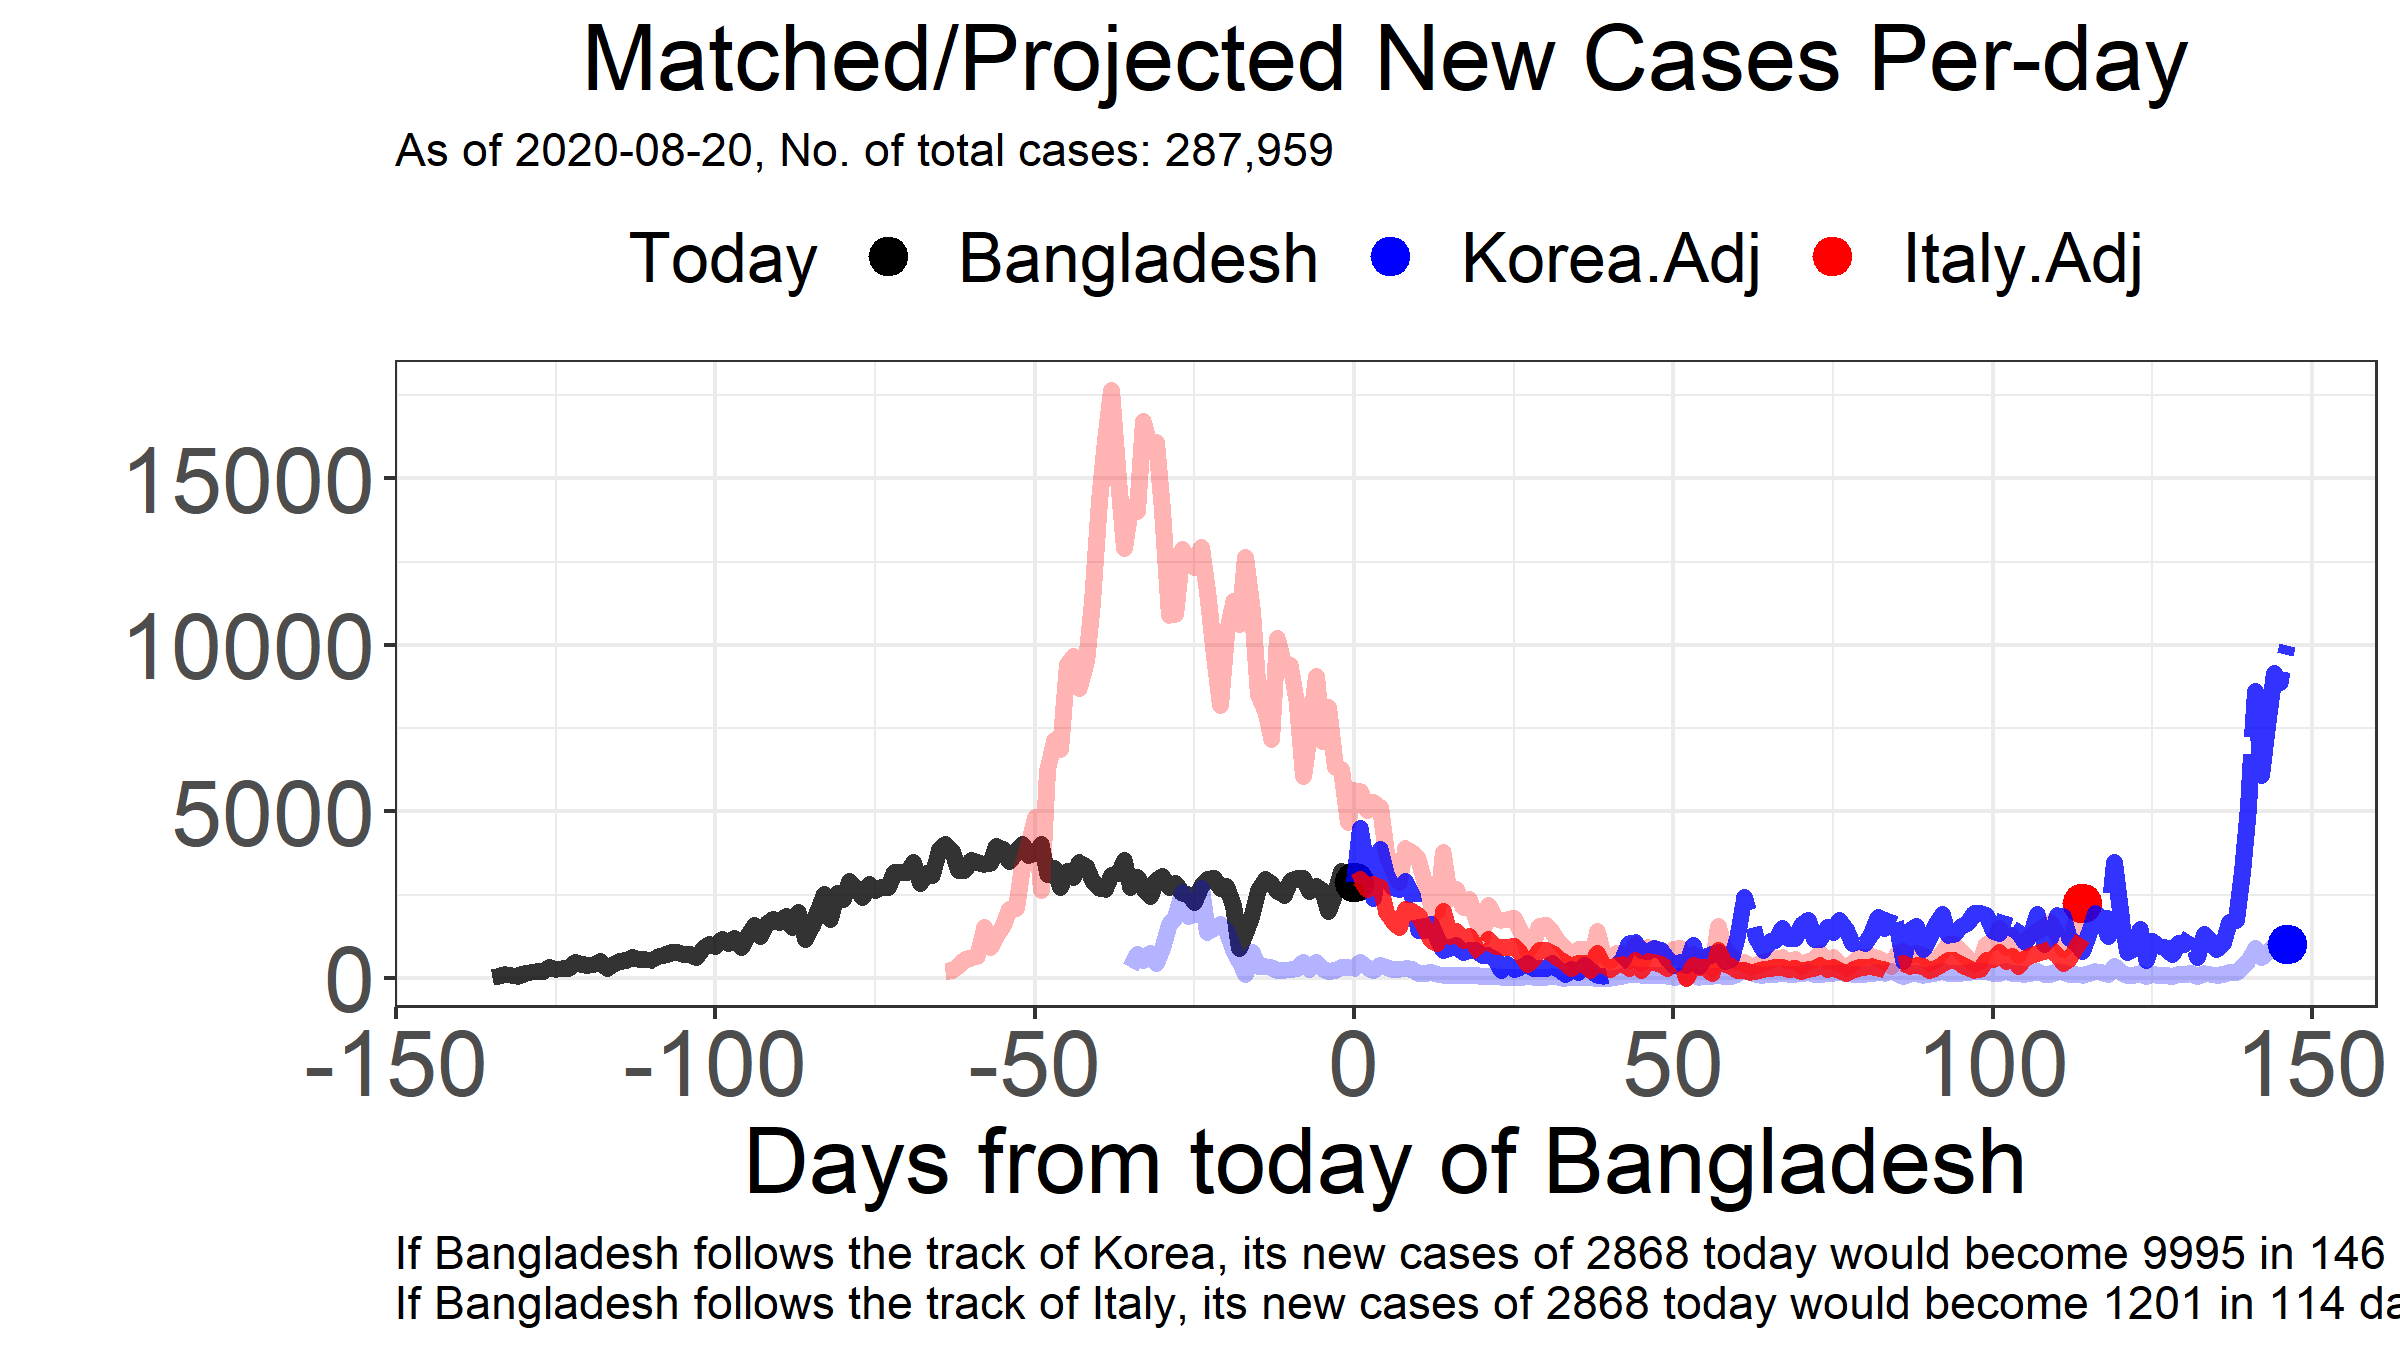 Matched/Projected New Cases Per-day
As of 2020-08-20, No. of total cases: 287,959
Today Bangladesh Korea.Adj Italy.Adj
15000
10000
5000
0
-150 -100 -50 0 50 100 150
Days from today of Bangladesh
If Bangladesh follows the track of Korea, its new cases of 2868 today would become 9995 in 146
If Bangladesh follows the track of Italy, its new cases of 2868 today would become 1201 in 114 da